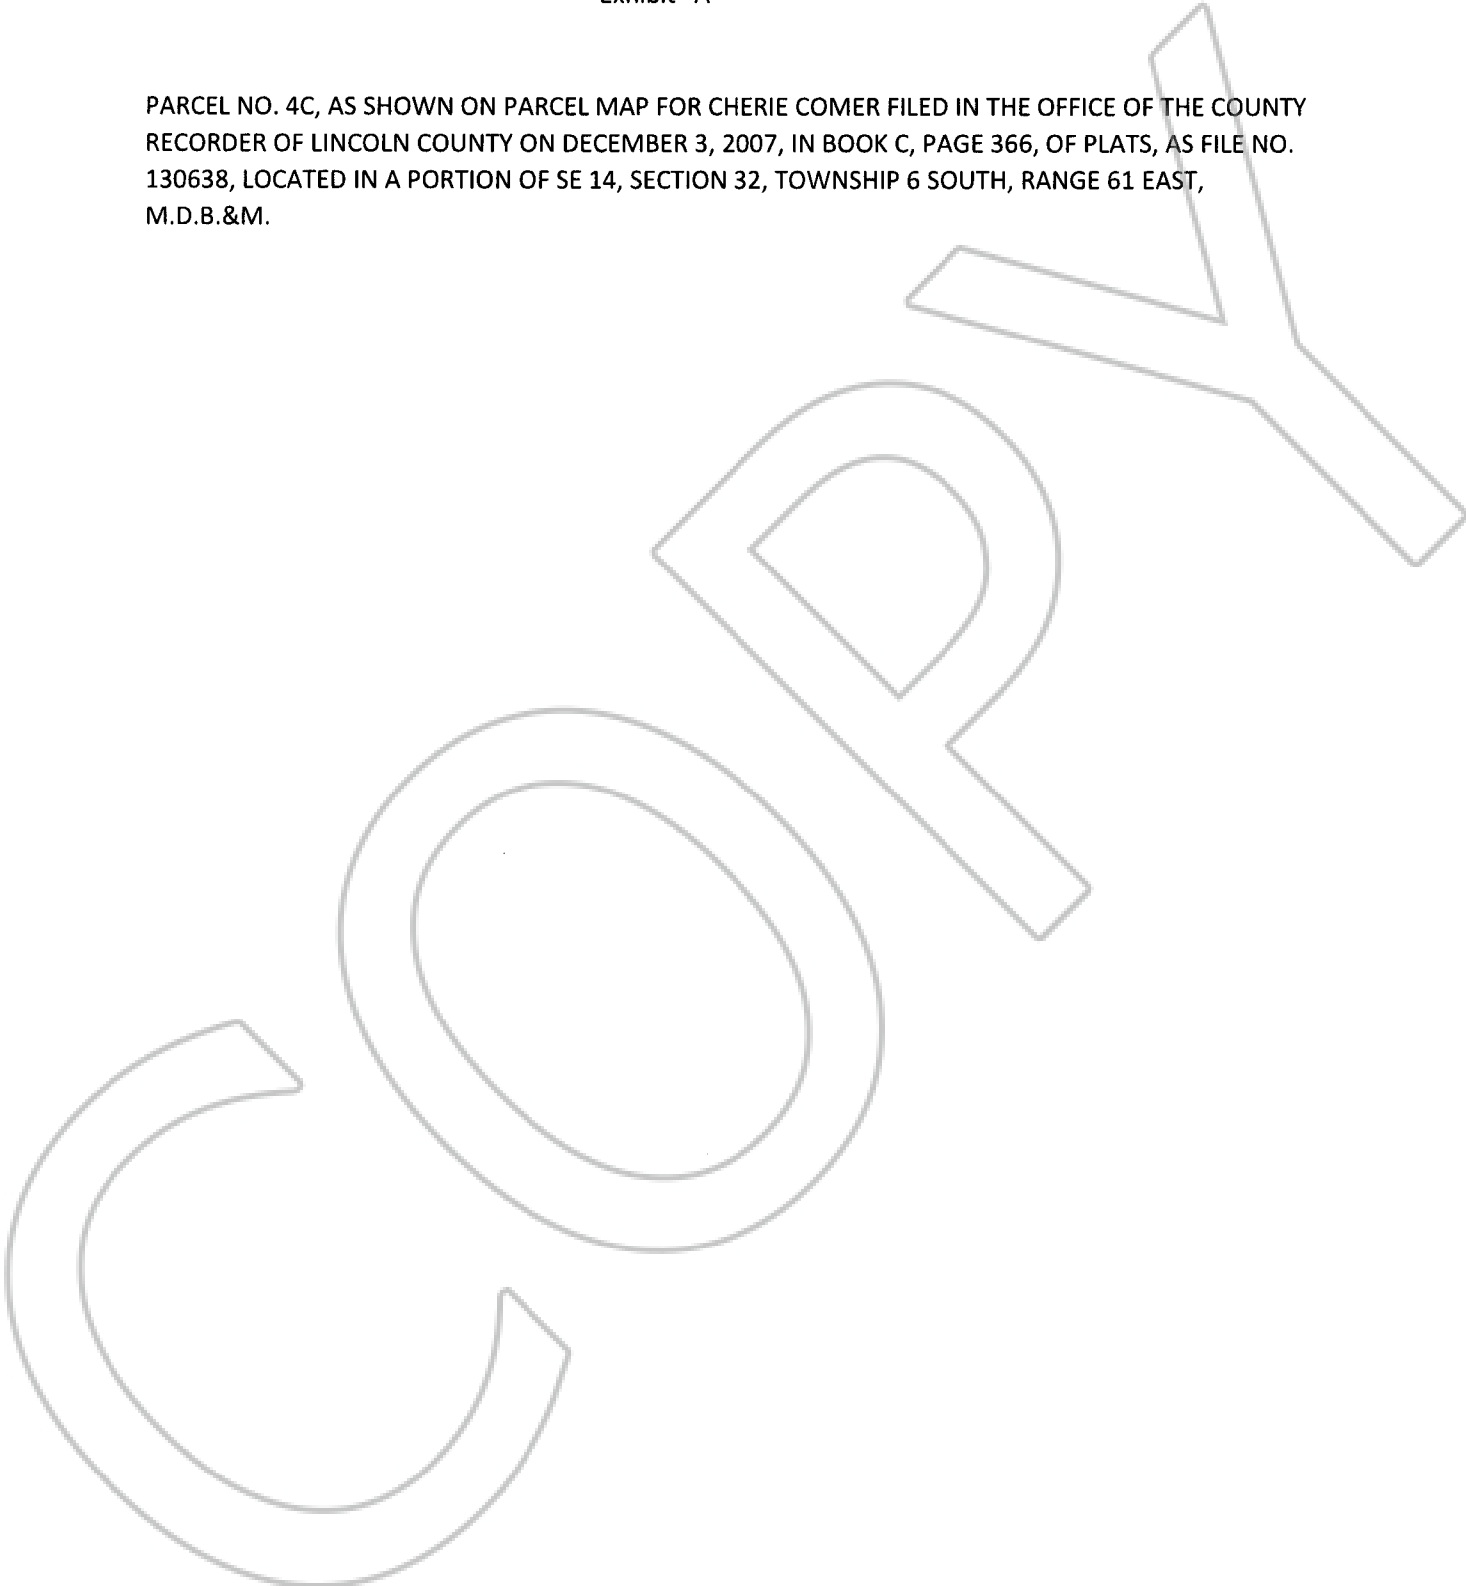 Exhibit "A"
PARCEL NO. 4C, AS SHOWN ON PARCEL MAP FOR CHERIE COMER FILED IN THE OFFICE OF THE COUNTY
RECORDER OF LINCOLN COUNTY ON DECEMBER 3, 2007, IN BOOK C, PAGE 366, OF PLATS, AS FILE NO.
130638, LOCATED IN A PORTION OF SE 14, SECTION 32, TOWNSHIP 6 SOUTH, RANGE 61 EAST,
M.D.B.&M.
COPY